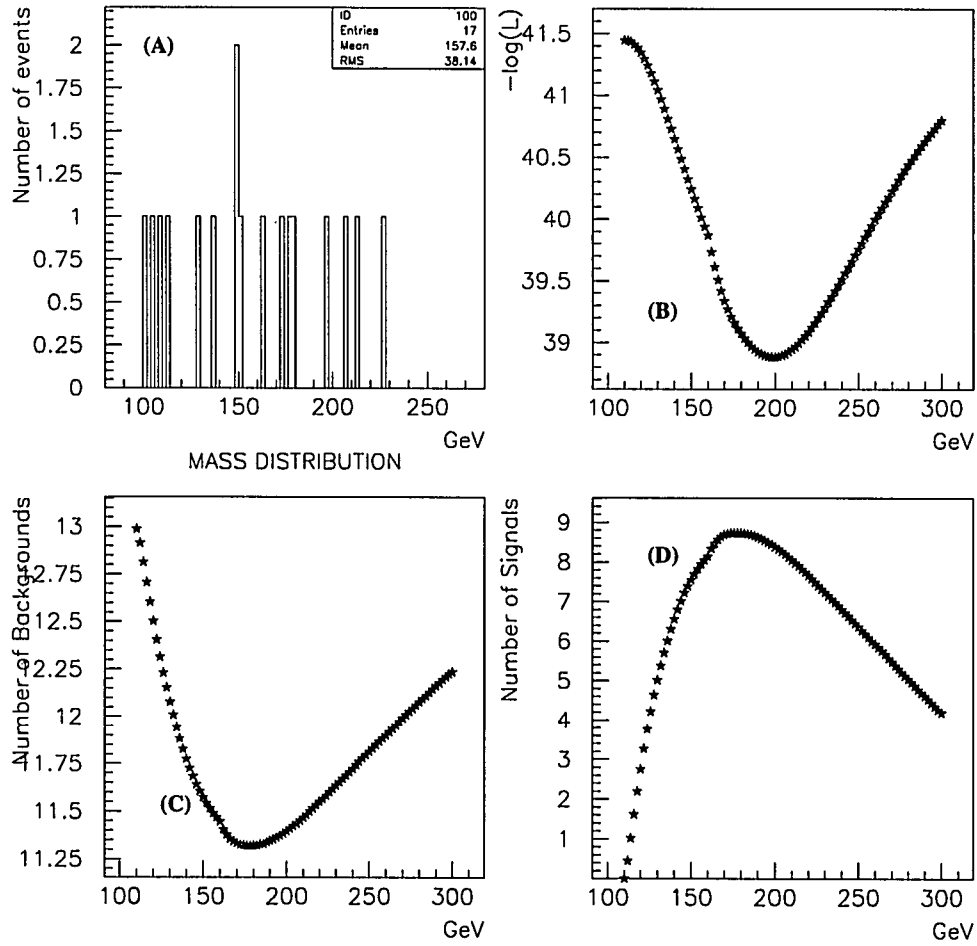 (A)
ID 100
Entries 17
Mean 157.6
RMS 38.14
Number of events
2
1.75
1.5
1.25
1
0.75
0.5
0.25
0
100 150 200 250
GeV
MASS DISTRIBUTION
(B)
-log(L)
41.5
41
40.5
40
39.5
39
100 150 200 250 300
GeV
(C)
Number of Backgrounds
13
12.75
12.5
12.25
12
11.75
11.5
11.25
100 150 200 250 300
GeV
(D)
Number of Signals
9
8
7
6
5
4
3
2
1
100 150 200 250 300
GeV